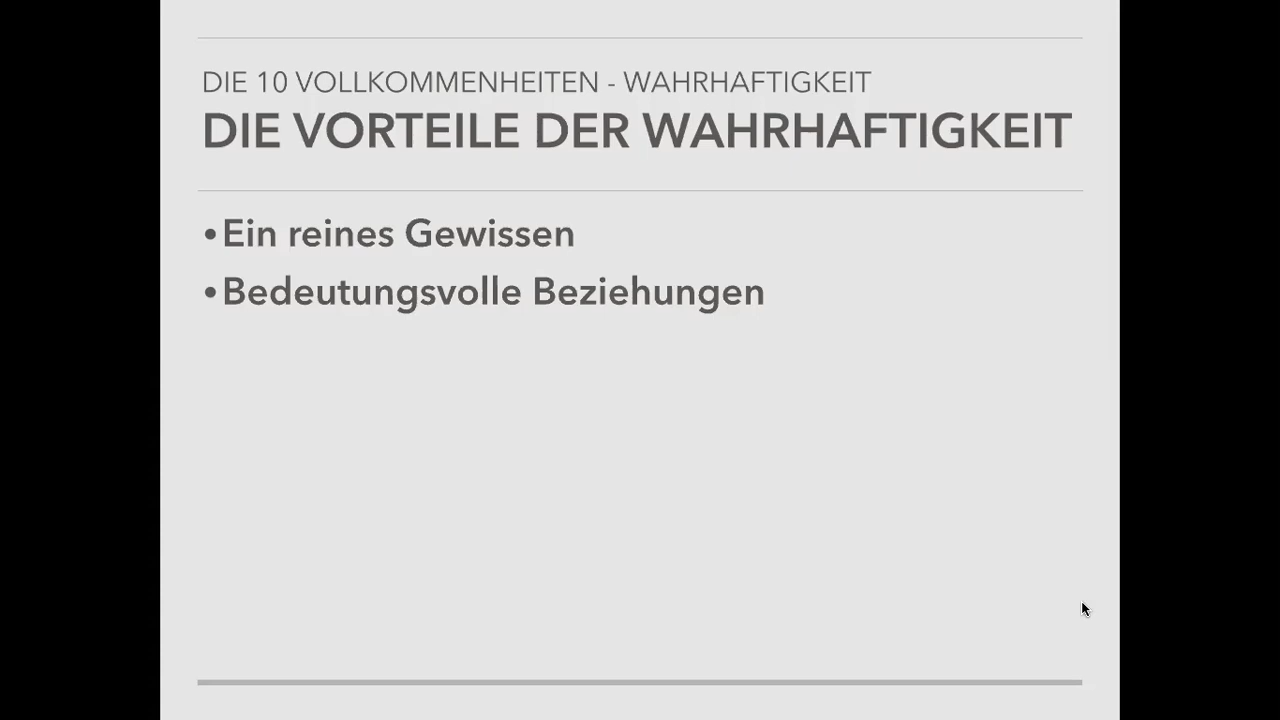 DIE 10 VOLLKOMMENHEITEN - WAHRHAFTIGKEIT
DIE VORTEILE DER WAHRHAFTIGKEIT
•Ein reines Gewissen
•Bedeutungsvolle Beziehungen